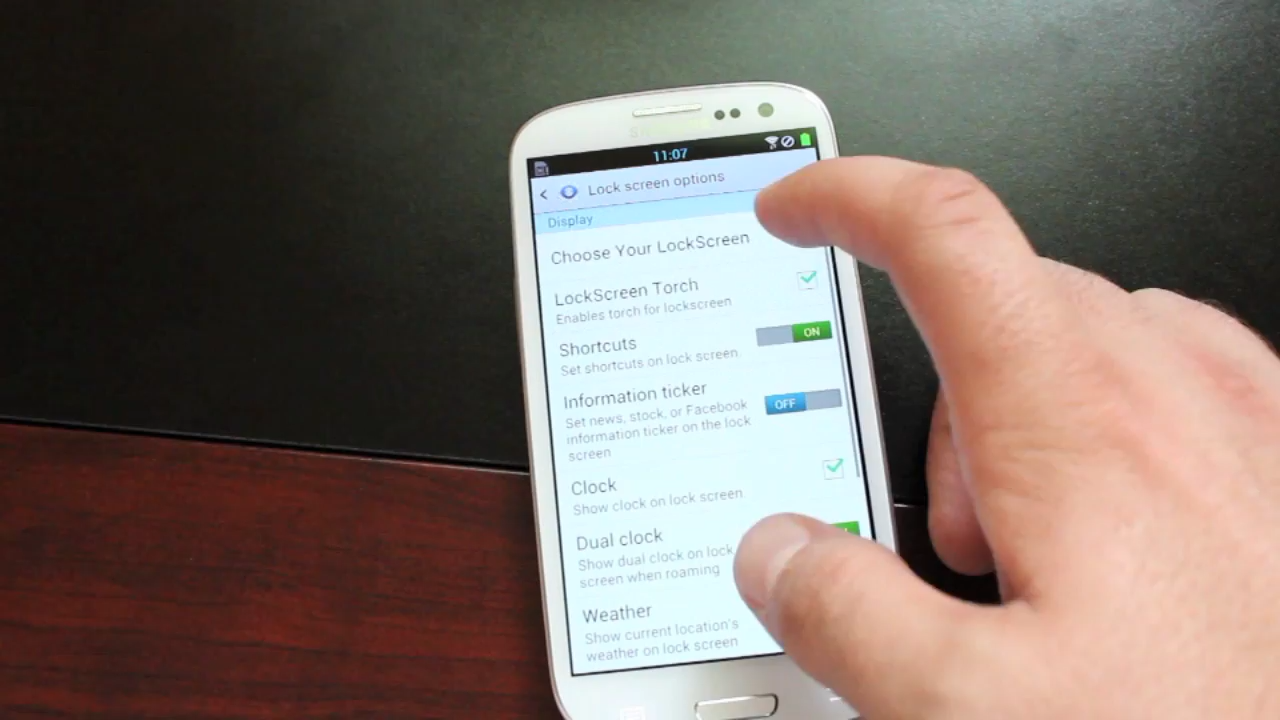 SAMSUNG
11:07
Lock screen options
Display
Choose Your LockScreen
LockScreen Torch
Enables torch for lockscreen
Shortcuts
Set shortcuts on lock screen.
ON
Information ticker
Set news, stock, or Facebook
information ticker on the lock
screen
OFF
Clock
Show clock on lock screen.
Dual clock
Show dual clock on lock
screen when roaming
Weather
Show current location's
weather on lock screen